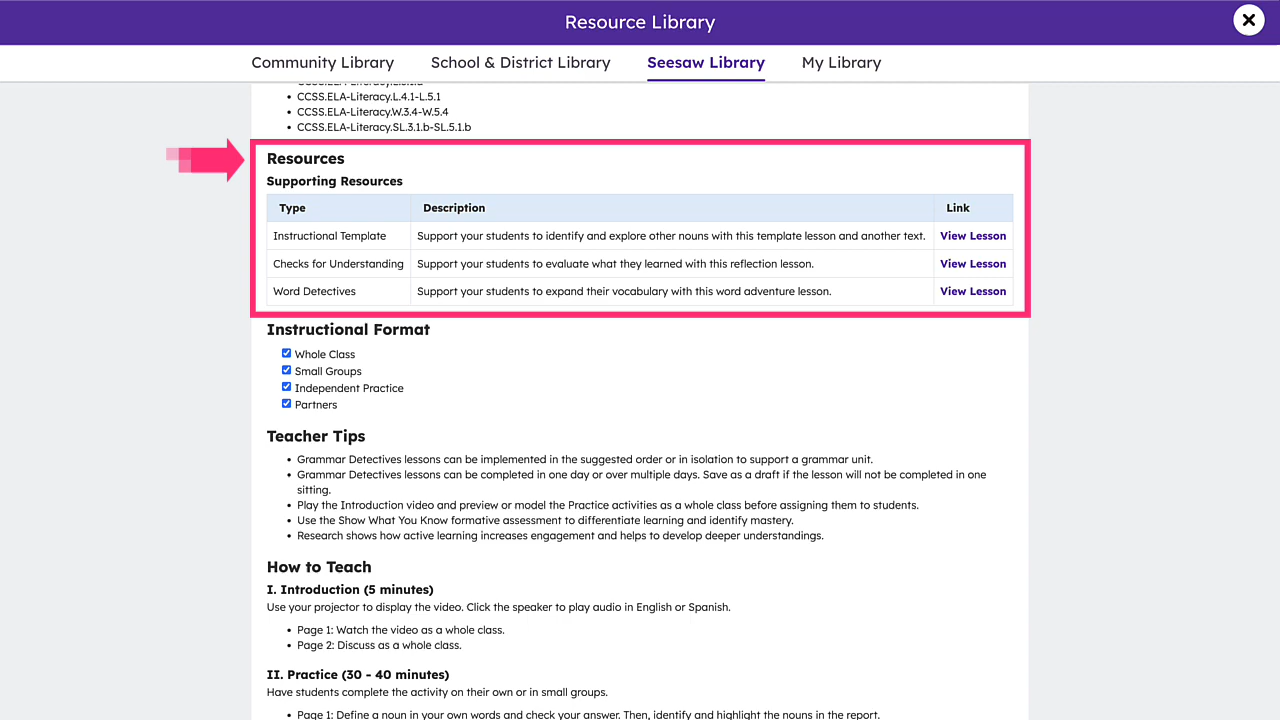 Resource Library
Community Library School & District Library Seesaw Library My Library
CCSS.ELA-Literacy.L.4.1-L.5.1
CCSS.ELA-Literacy.W.3.4-W.5.4
CCSS.ELA-Literacy.SL.3.1.b-SL.5.1.b
Resources
Supporting Resources
Type Description Link
Instructional Template Support your students to identify and explore other nouns with this template lesson and another text. View Lesson
Checks for Understanding Support your students to evaluate what they learned with this reflection lesson. View Lesson
Word Detectives Support your students to expand their vocabulary with this word adventure lesson. View Lesson
Instructional Format
Whole Class
Small Groups
Independent Practice
Partners
Teacher Tips
• Grammar Detectives lessons can be implemented in the suggested order or in isolation to support a grammar unit.
• Grammar Detectives lessons can be completed in one day or over multiple days. Save as a draft if the lesson will not be completed in one
sitting.
• Play the Introduction video and preview or model the Practice activities as a whole class before assigning them to students.
• Use the Show What You Know formative assessment to differentiate learning and identify mastery.
• Research shows how active learning increases engagement and helps to develop deeper understandings.
How to Teach
I. Introduction (5 minutes)
Use your projector to display the video. Click the speaker to play audio in English or Spanish.
• Page 1: Watch the video as a whole class.
• Page 2: Discuss as a whole class.
II. Practice (30 - 40 minutes)
Have students complete the activity on their own or in small groups.
• Page 1: Define a noun in your own words and check your answer. Then, identify and highlight the nouns in the report.